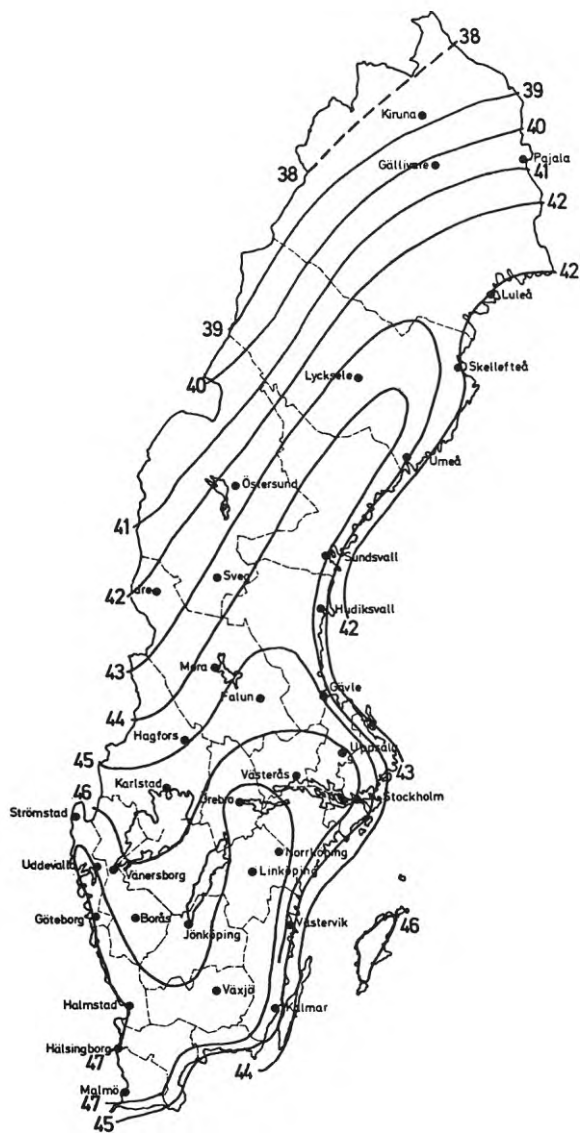 38
39
Kiruna
40
Pajala
Gällivare
41
38
42
42
Luleå
39
Skellefteå
Lycksele
40
Umeå
Östersund
41
Sundsvall
Sveg
42
Hudiksvall
42
43
Mora
Gävle
Falun
44
Hagfors
Uppsala
45
43
Västerås
Karlstad
46
Örebro
Stockholm
Strömstad
Norrköping
Uddevalla
Vänersborg
Linköping
Göteborg
Borås
Västervik
46
Jönköping
Växjö
Halmstad
Kalmar
Hälsingborg
47
44
Malmö
47
45